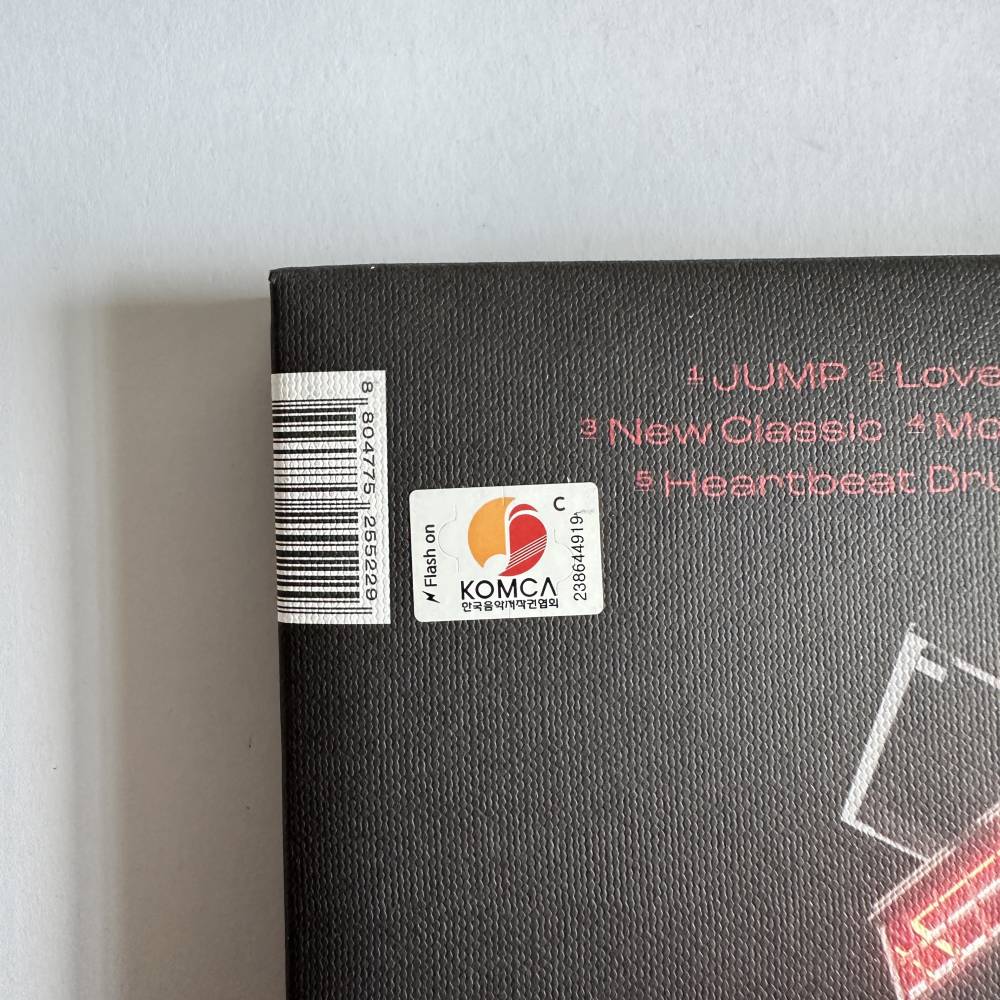 1 JUMP 2 Love
3 New Classic 4 Mo
5 Heartbeat Dru
8 804775 255229
Flash on
C
KOMCA
한국음악저작권협회
238644919